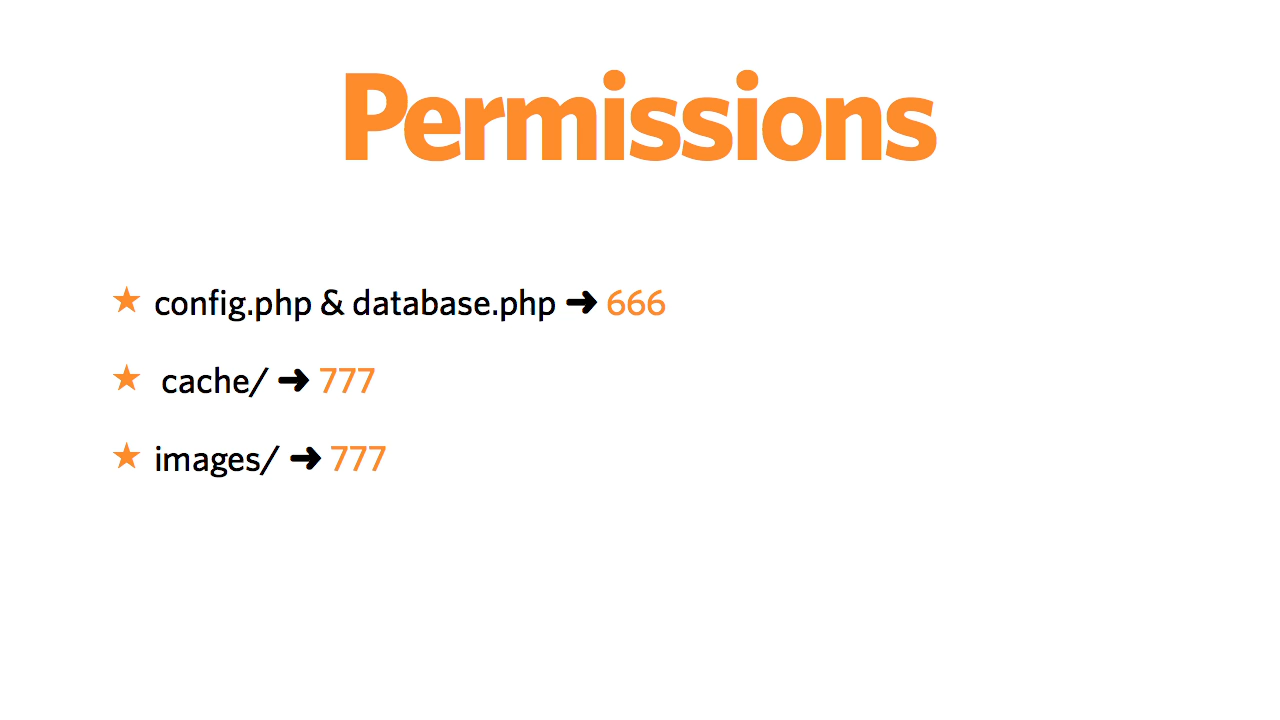 Permissions
★ config.php & database.php ➜ 666
★ cache/ ➜ 777
★ images/ ➜ 777